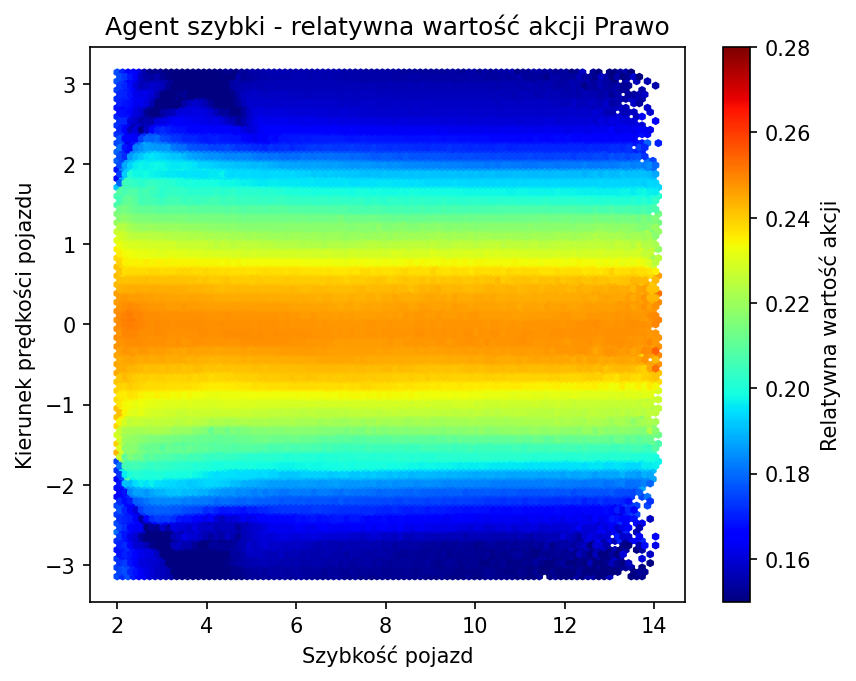 Agent szybki - relatywna wartość akcji Prawo
Kierunek prędkości pojazdu
3
2
1
0
−1
−2
−3
2 4 6 8 10 12 14
Szybkość pojazd
0.28
0.26
0.24
0.22
0.20
0.18
0.16
Relatywna wartość akcji